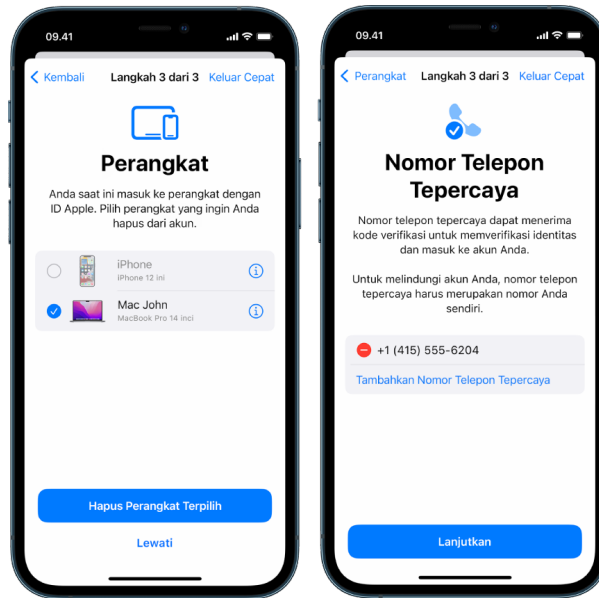 09.41
Kembali
Langkah 3 dari 3
Keluar Cepat
Perangkat
Anda saat ini masuk ke perangkat dengan
ID Apple. Pilih perangkat yang ingin Anda
hapus dari akun.
iPhone
iPhone 12 ini
Mac John
MacBook Pro 14 inci
Hapus Perangkat Terpilih
Lewati
09.41
Perangkat
Langkah 3 dari 3
Keluar Cepat
Nomor Telepon
Tepercaya
Nomor telepon tepercaya dapat menerima
kode verifikasi untuk memverifikasi identitas
dan masuk ke akun Anda.
Untuk melindungi akun Anda, nomor telepon
tepercaya harus merupakan nomor Anda
sendiri.
+1 (415) 555-6204
Tambahkan Nomor Telepon Tepercaya
Lanjutkan